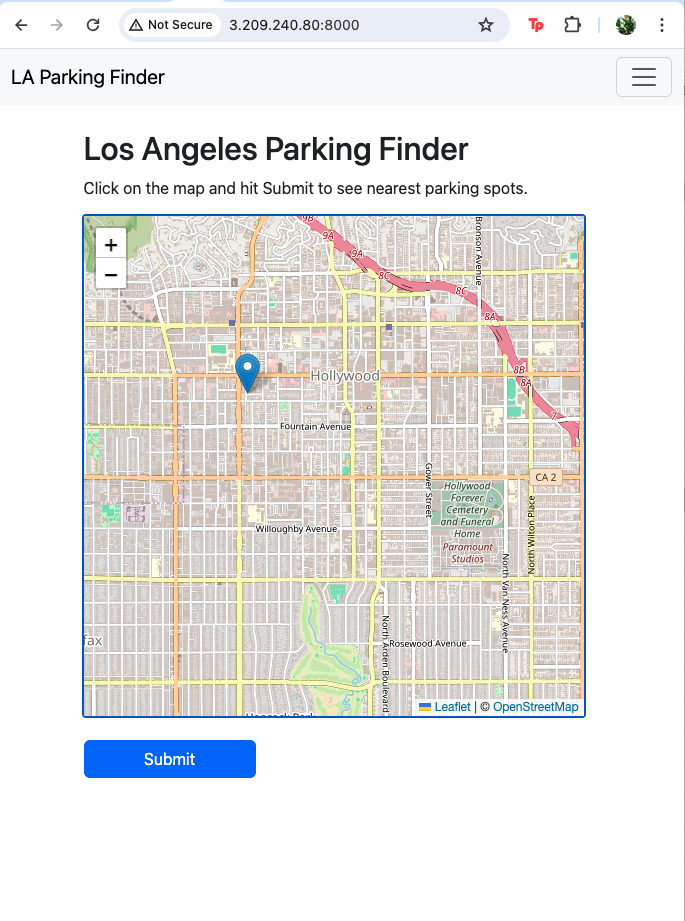 Not Secure
3.209.240.80:8000
LA Parking Finder
Los Angeles Parking Finder
Click on the map and hit Submit to see nearest parking spots.
+
−
9B
9A
9A
8C
8C
Bronson Avenue
8A
8B
8A
7
Hollywood
Fountain Avenue
CA 2
Gower Street
Hollywood
Forever
Cemetery
and Funeral
Home
Paramount
Studios
North Wilton Place
Willoughby Avenue
North Van Ness Avenue
North Arden Boulevard
Rosewood Avenue
fax
Hancock Park
Leaflet | © OpenStreetMap
Submit